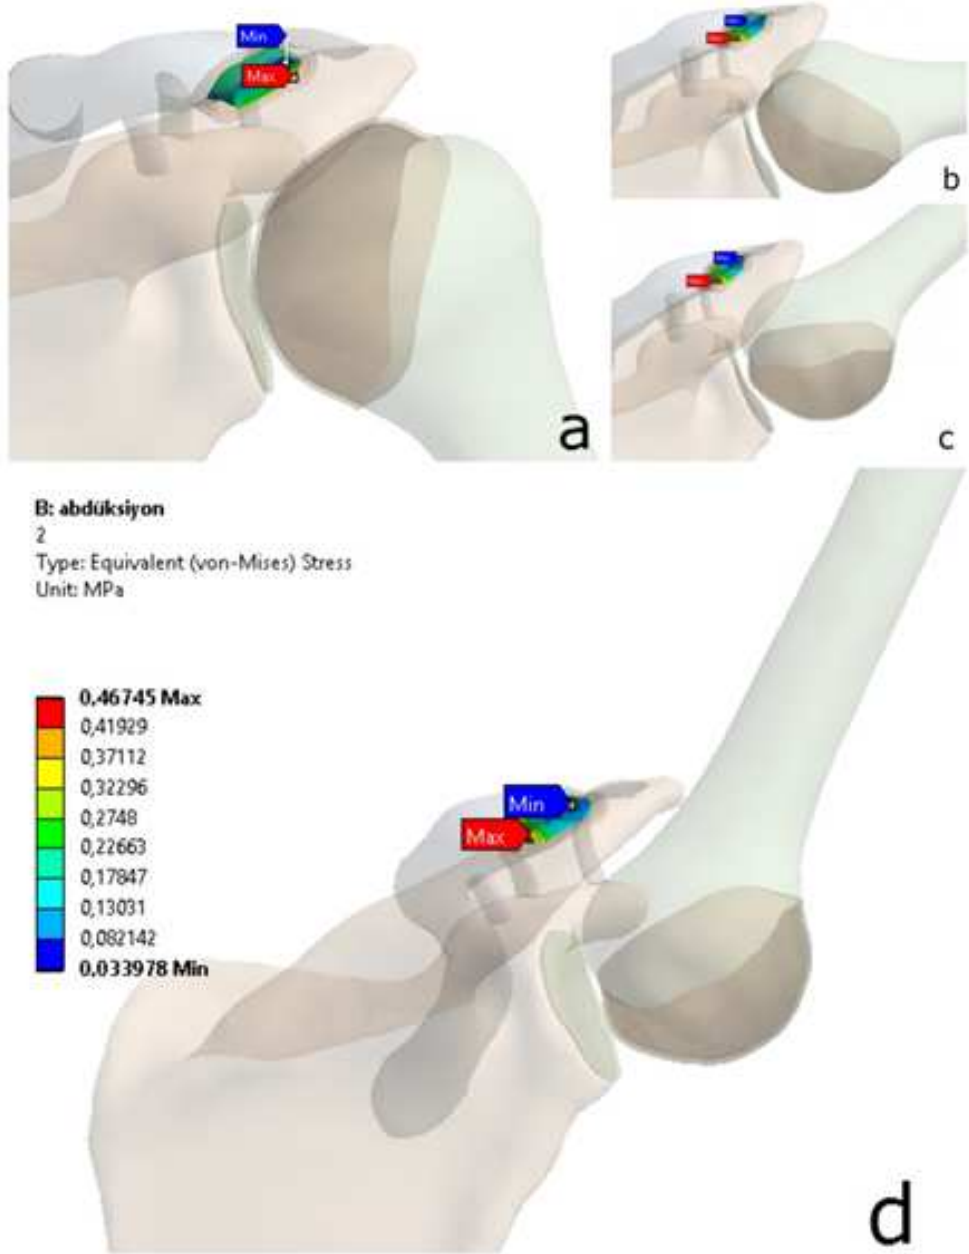 Min
Max
a
b
c
B: abdüksiyon
2
Type: Equivalent (von-Mises) Stress
Unit: MPa
0,46745 Max
0,41929
0,37112
0,32296
0,2748
0,22663
0,17847
0,13031
0,082142
0,033978 Min
Min
Max
d